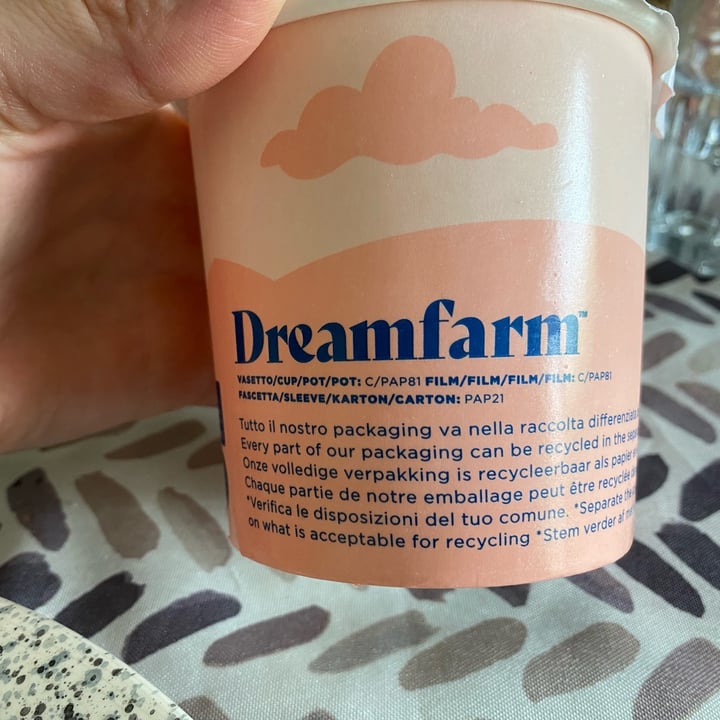 Dreamfarm™
VASETTO/CUP/POT/POT: C/PAP81 FILM/FILM/FILM/FILM: C/PAP81
FASCETTA/SLEEVE/KARTON/CARTON: PAP21
Tutto il nostro packaging va nella raccolta
Every part of our packaging can be recycled in the
Onze volledige verpakking is recycleerbaar als papier
Chaque partie de notre emballage peut être recyclée
*Verifica le disposizioni del tuo comune. *Separate
on what is acceptable for recycling *Stem verder af